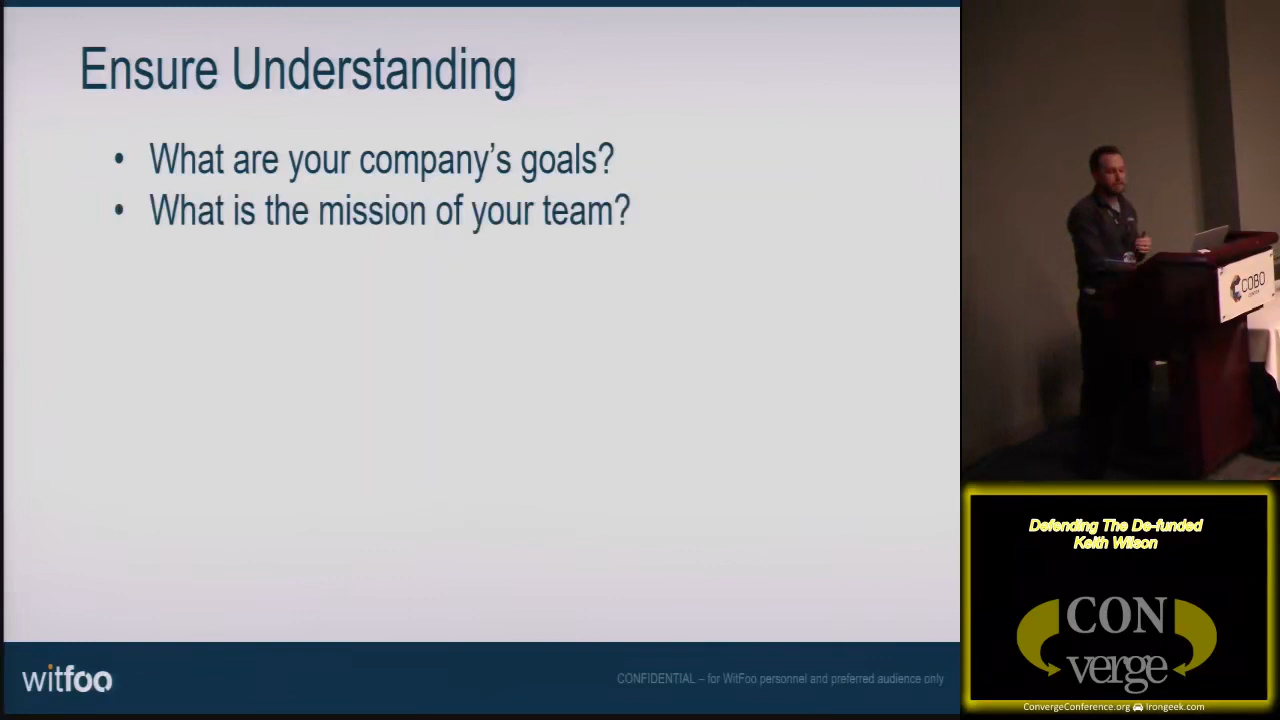 Ensure Understanding
• What are your company's goals?
• What is the mission of your team?
witfoo
CONFIDENTIAL – for WitFoo personnel and preferred audience only
COBO
CENTER
Defending The De-funded
Keith Wilson
CON
verge
ConvergeConference.org Irongeek.com